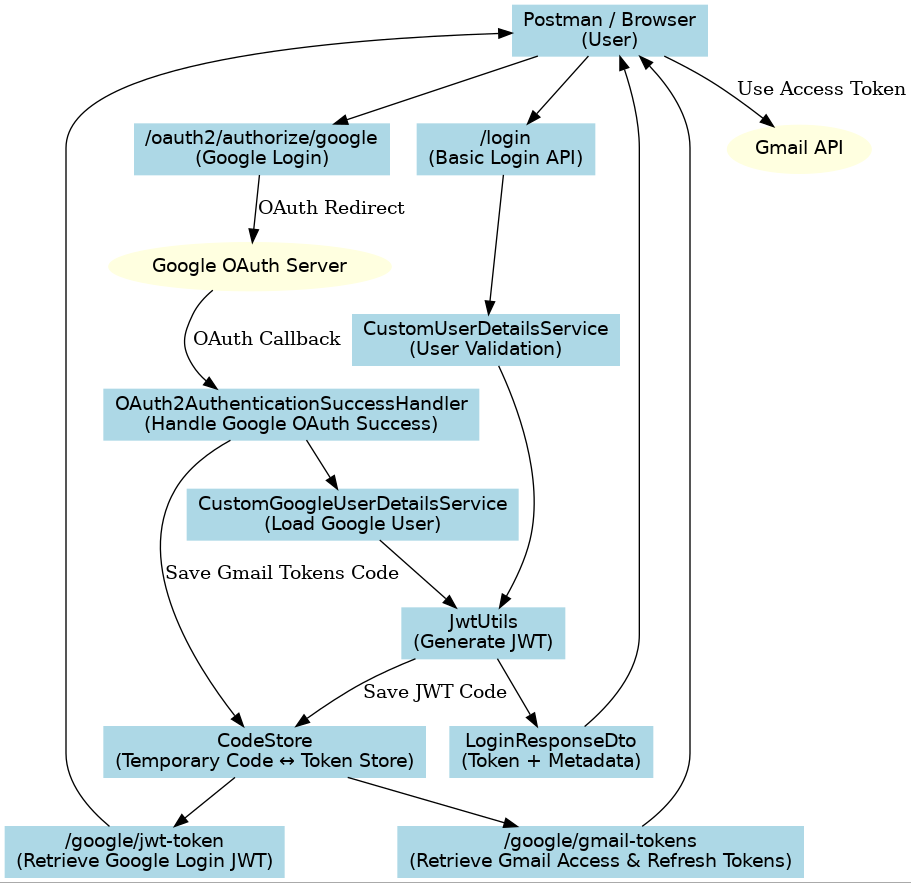 Postman / Browser
(User)
Use Access Token
/oauth2/authorize/google
(Google Login)
/login
(Basic Login API)
Gmail API
OAuth Redirect
Google OAuth Server
CustomUserDetailsService
(User Validation)
OAuth Callback
OAuth2AuthenticationSuccessHandler
(Handle Google OAuth Success)
CustomGoogleUserDetailsService
(Load Google User)
Save Gmail Tokens Code
JwtUtils
(Generate JWT)
Save JWT Code
CodeStore
(Temporary Code ↔ Token Store)
LoginResponseDto
(Token + Metadata)
/google/jwt-token
(Retrieve Google Login JWT)
/google/gmail-tokens
(Retrieve Gmail Access & Refresh Tokens)